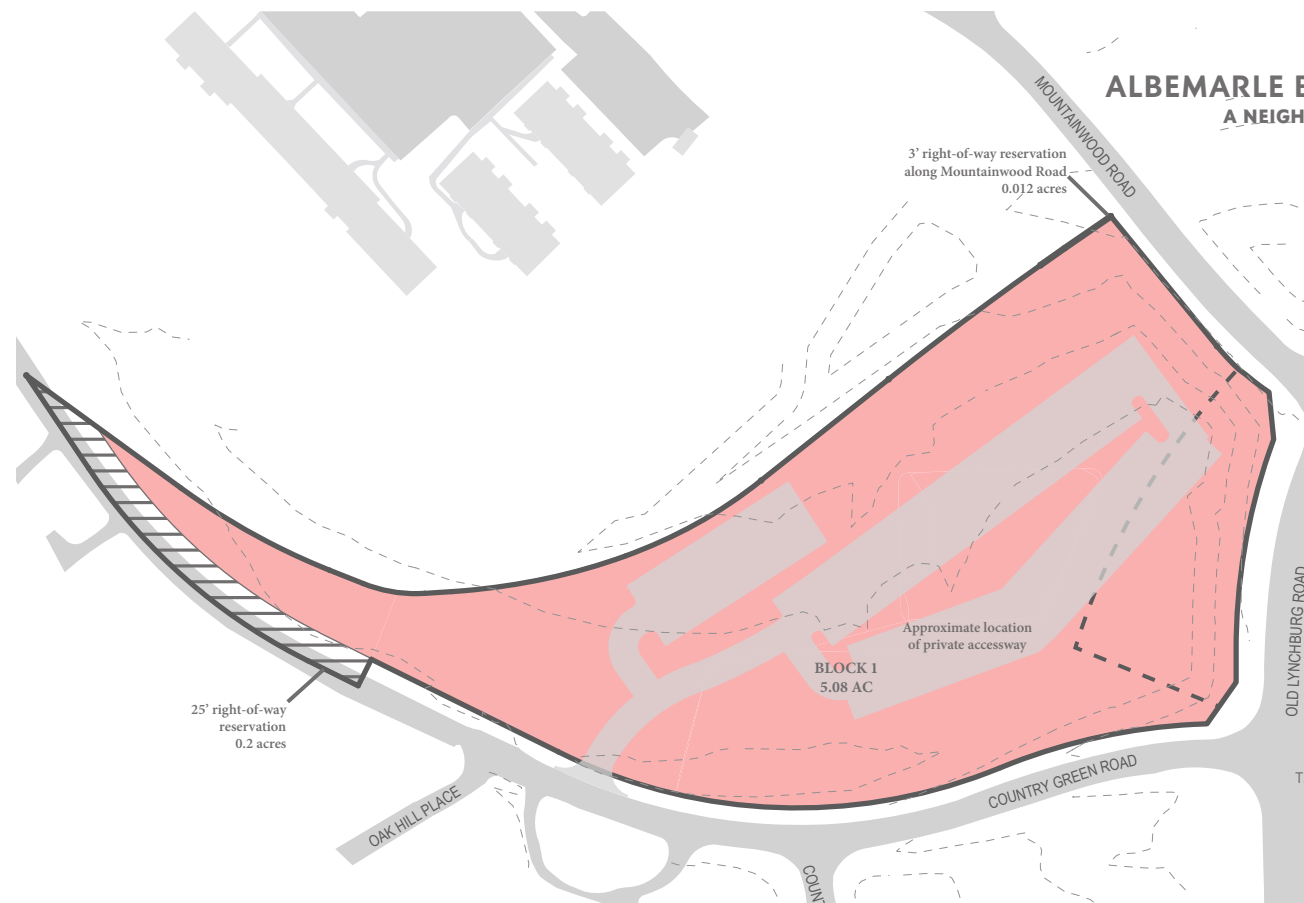 ALBEMARLE
A
MOUNTAINWOOD ROAD
3’ right-of-way reservation
along Mountainwood Road
0.012 acres
Approximate location
of private accessway
BLOCK 1
5.08 AC
25’ right-of-way
reservation
0.2 acres
OLD LYNCHBURG ROAD
COUNTRY GREEN ROAD
OAK HILL PLACE